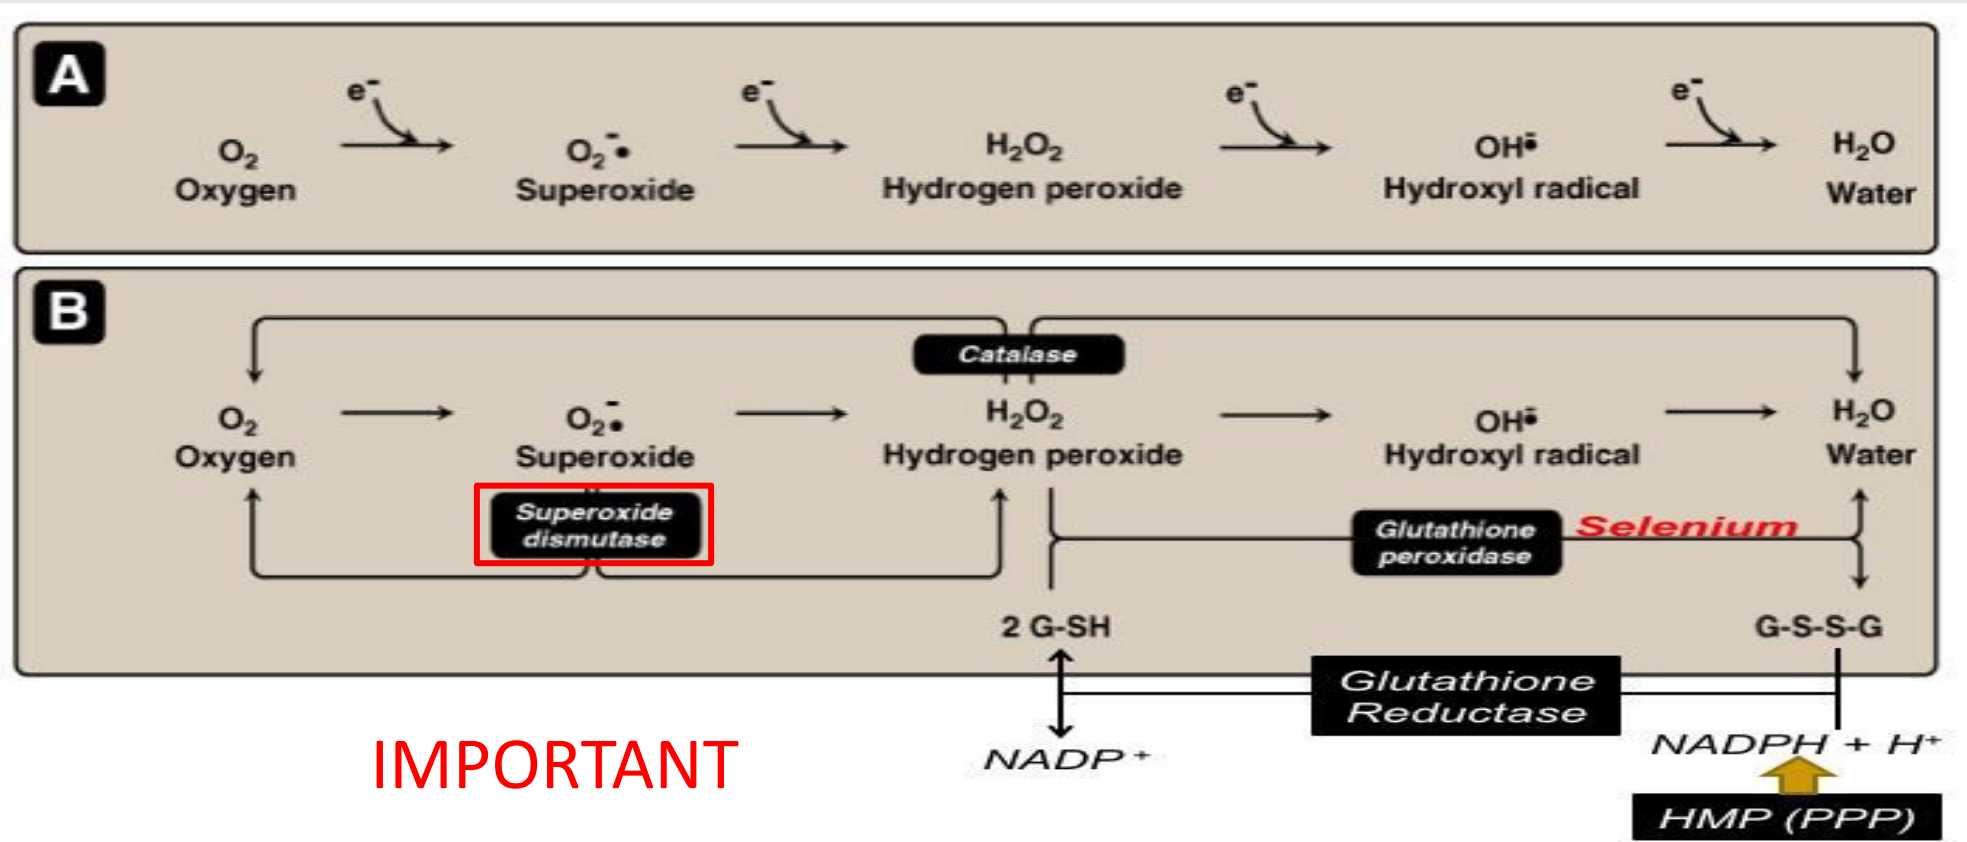 A
e⁻ e⁻ e⁻ e⁻
O₂ O₂⁻• H₂O₂ OH•̄ H₂O
Oxygen Superoxide Hydrogen peroxide Hydroxyl radical Water
B
Catalase
O₂ O₂⁻• H₂O₂ OH•̄ H₂O
Oxygen Superoxide Hydrogen peroxide Hydroxyl radical Water
Superoxide
dismutase
Glutathione
peroxidase
Selenium
2 G-SH G-S-S-G
Glutathione
Reductase
IMPORTANT
NADP⁺
NADPH + H⁺
HMP (PPP)